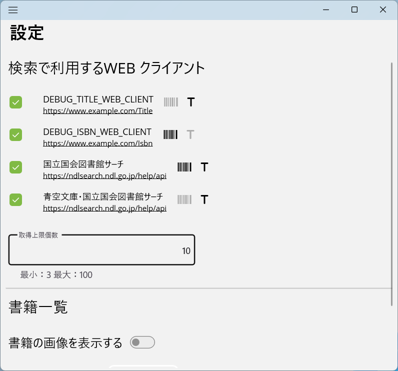 設定
検索で利用するWEB クライアント
DEBUG_TITLE_WEB_CLIENT T
https://www.example.com/Title
DEBUG_ISBN_WEB_CLIENT T
https://www.example.com/Isbn
国立国会図書館サーチ T
https://ndlsearch.ndl.go.jp/help/api
青空文庫・国立国会図書館サーチ T
https://ndlsearch.ndl.go.jp/help/api
取得上限個数
10
最小：3 最大：100
書籍一覧
書籍の画像を表示する